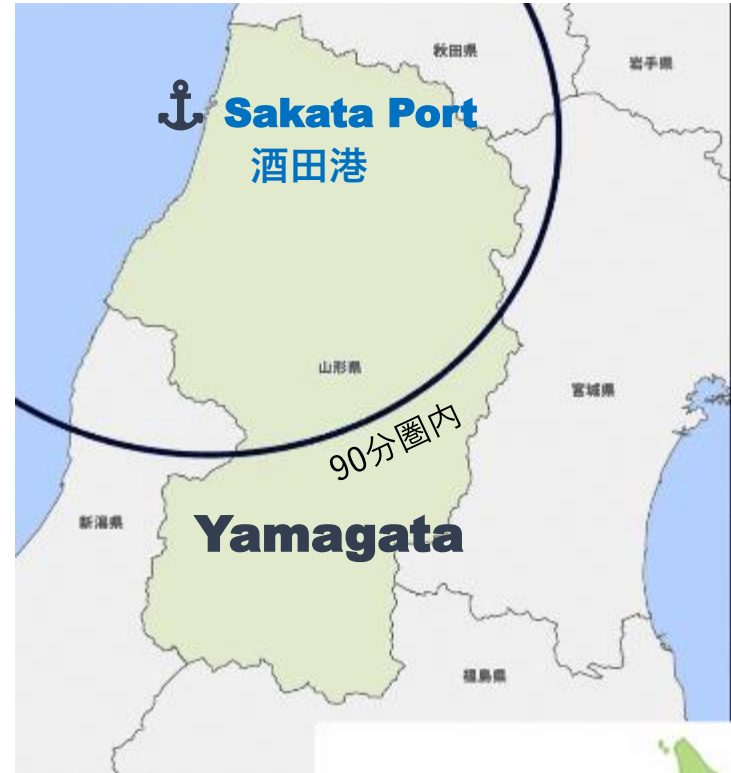 秋田県
岩手県
Sakata Port
酒田港
山形県
宮城県
90分圏内
新潟県
Yamagata
福島県